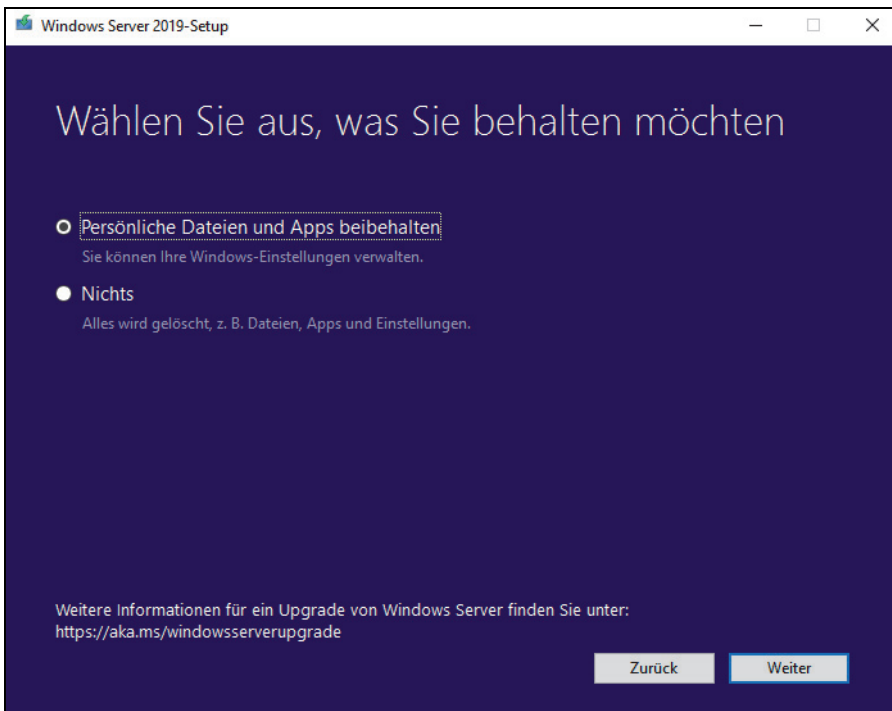 Windows Server 2019-Setup
Wählen Sie aus, was Sie behalten möchten
Persönliche Dateien und Apps beibehalten
Sie können Ihre Windows-Einstellungen verwalten.
Nichts
Alles wird gelöscht, z. B. Dateien, Apps und Einstellungen.
Weitere Informationen für ein Upgrade von Windows Server finden Sie unter:
https://aka.ms/windowsserverupgrade
Zurück Weiter